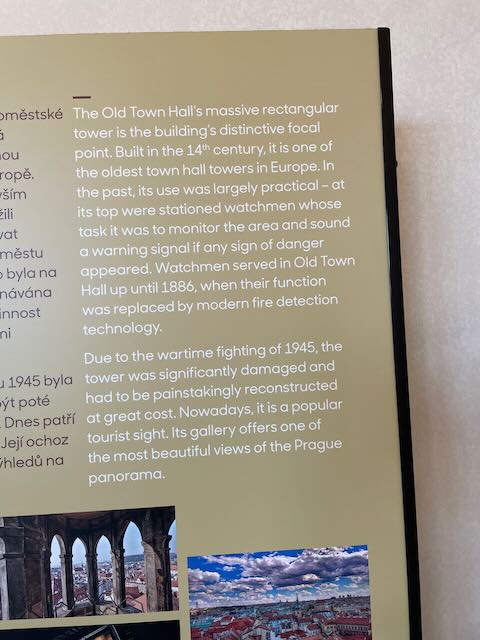 oměstské
á
nou
ropě.
vším
žili
vat
městu
o byla na
návána
innost
mi
u 1945 byla
být poté
. Dnes patří
Její ochoz
ýhledů na
The Old Town Hall's massive rectangular
tower is the building's distinctive focal
point. Built in the 14th century, it is one of
the oldest town hall towers in Europe. In
the past, its use was largely practical – at
its top were stationed watchmen whose
task it was to monitor the area and sound
a warning signal if any sign of danger
appeared. Watchmen served in Old Town
Hall up until 1886, when their function
was replaced by modern fire detection
technology.
Due to the wartime fighting of 1945, the
tower was significantly damaged and
had to be painstakingly reconstructed
at great cost. Nowadays, it is a popular
tourist sight. Its gallery offers one of
the most beautiful views of the Prague
panorama.